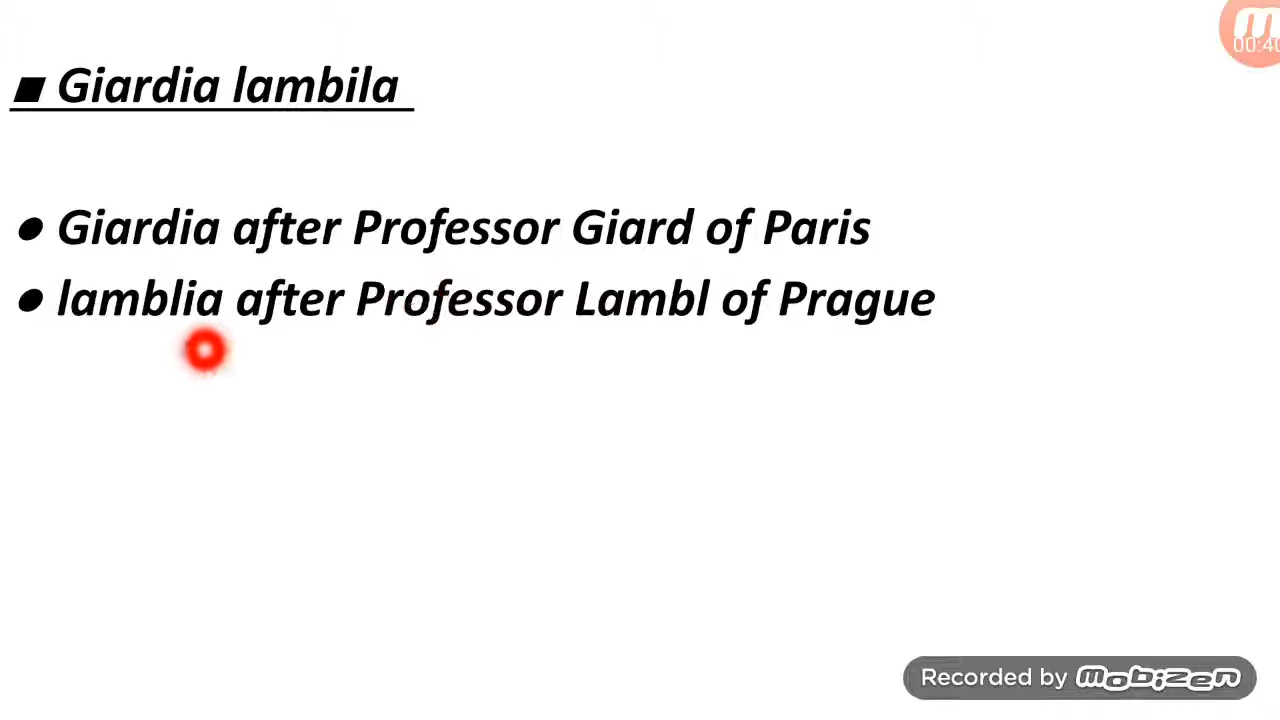 ▪ Giardia lambila
● Giardia after Professor Giard of Paris
● lamblia after Professor Lambl of Prague
00:40
Recorded by mobizen